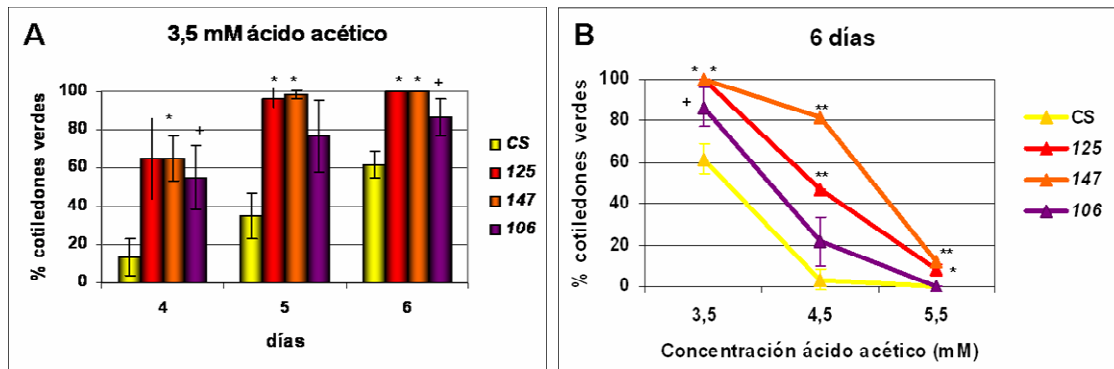 A
3,5 mM ácido acético
% cotiledones verdes
100
80
60
40
20
0
* * + * * * * +
4 5 6
días
CS
125
147
106
B
6 días
% cotiledones verdes
100
80
60
40
20
0
* *
+
**
**
**
*
3,5 4,5 5,5
Concentración ácido acético (mM)
CS
125
147
106